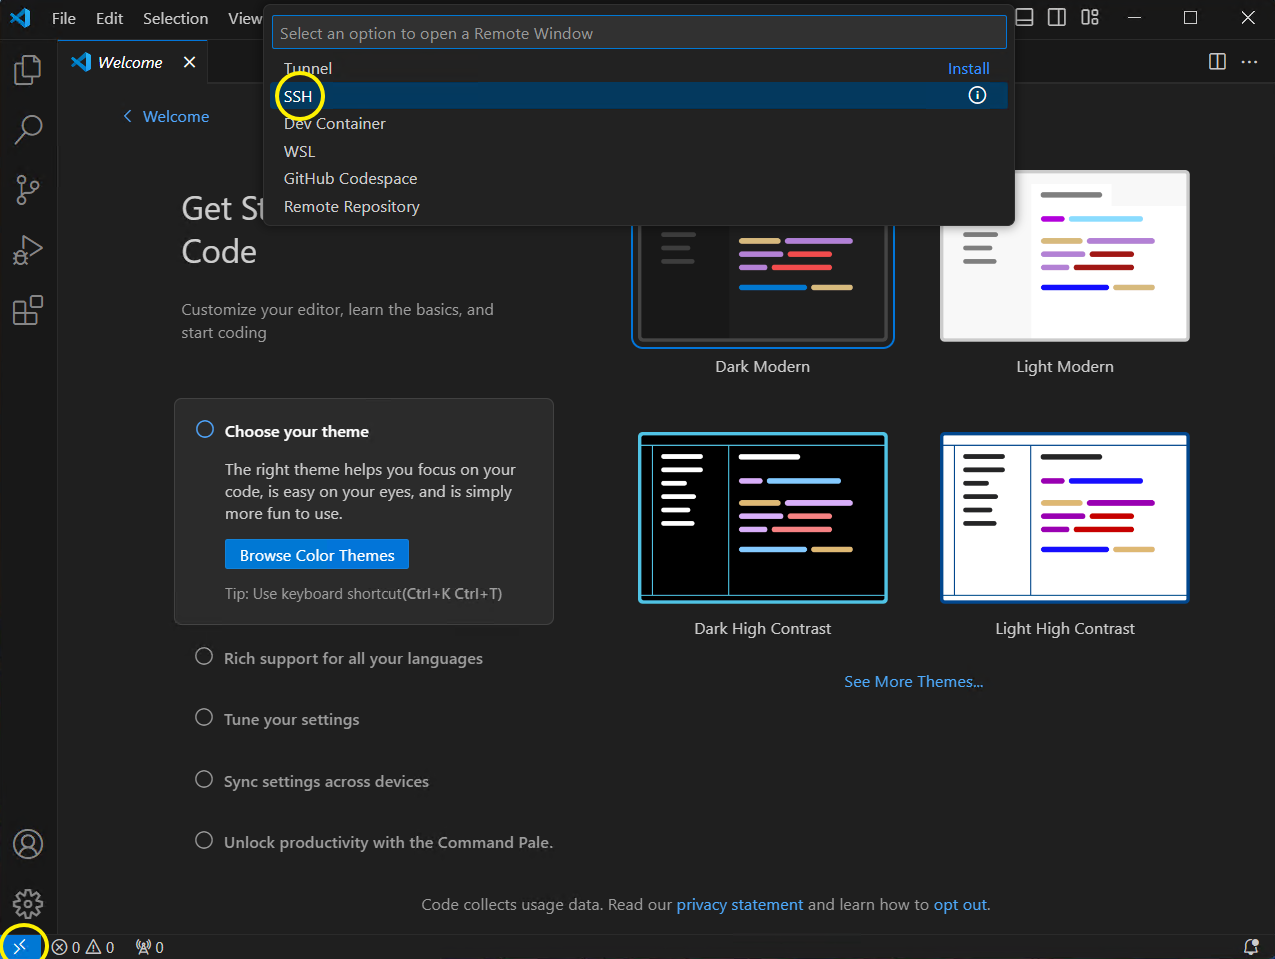 File Edit Selection View
Select an option to open a Remote Window
Tunnel Install
SSH
Dev Container
WSL
GitHub Codespace
Remote Repository
Welcome
Welcome
Get St
Code
Customize your editor, learn the basics, and
start coding
Choose your theme
The right theme helps you focus on your
code, is easy on your eyes, and is simply
more fun to use.
Browse Color Themes
Tip: Use keyboard shortcut(Ctrl+K Ctrl+T)
Rich support for all your languages
Tune your settings
Sync settings across devices
Unlock productivity with the Command Pale.
Dark Modern
Light Modern
Dark High Contrast
Light High Contrast
See More Themes...
Code collects usage data. Read our privacy statement and learn how to opt out.
0 0 0